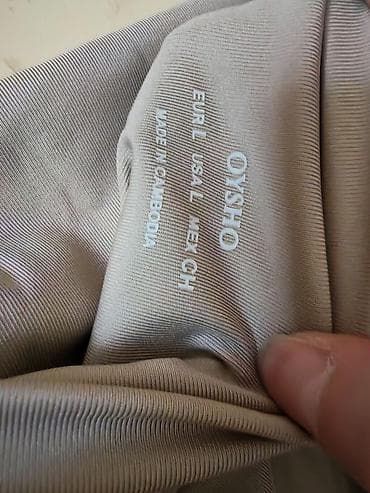 OYSHO
EUR L USA L MEX CH
MADE IN CAMBODIA